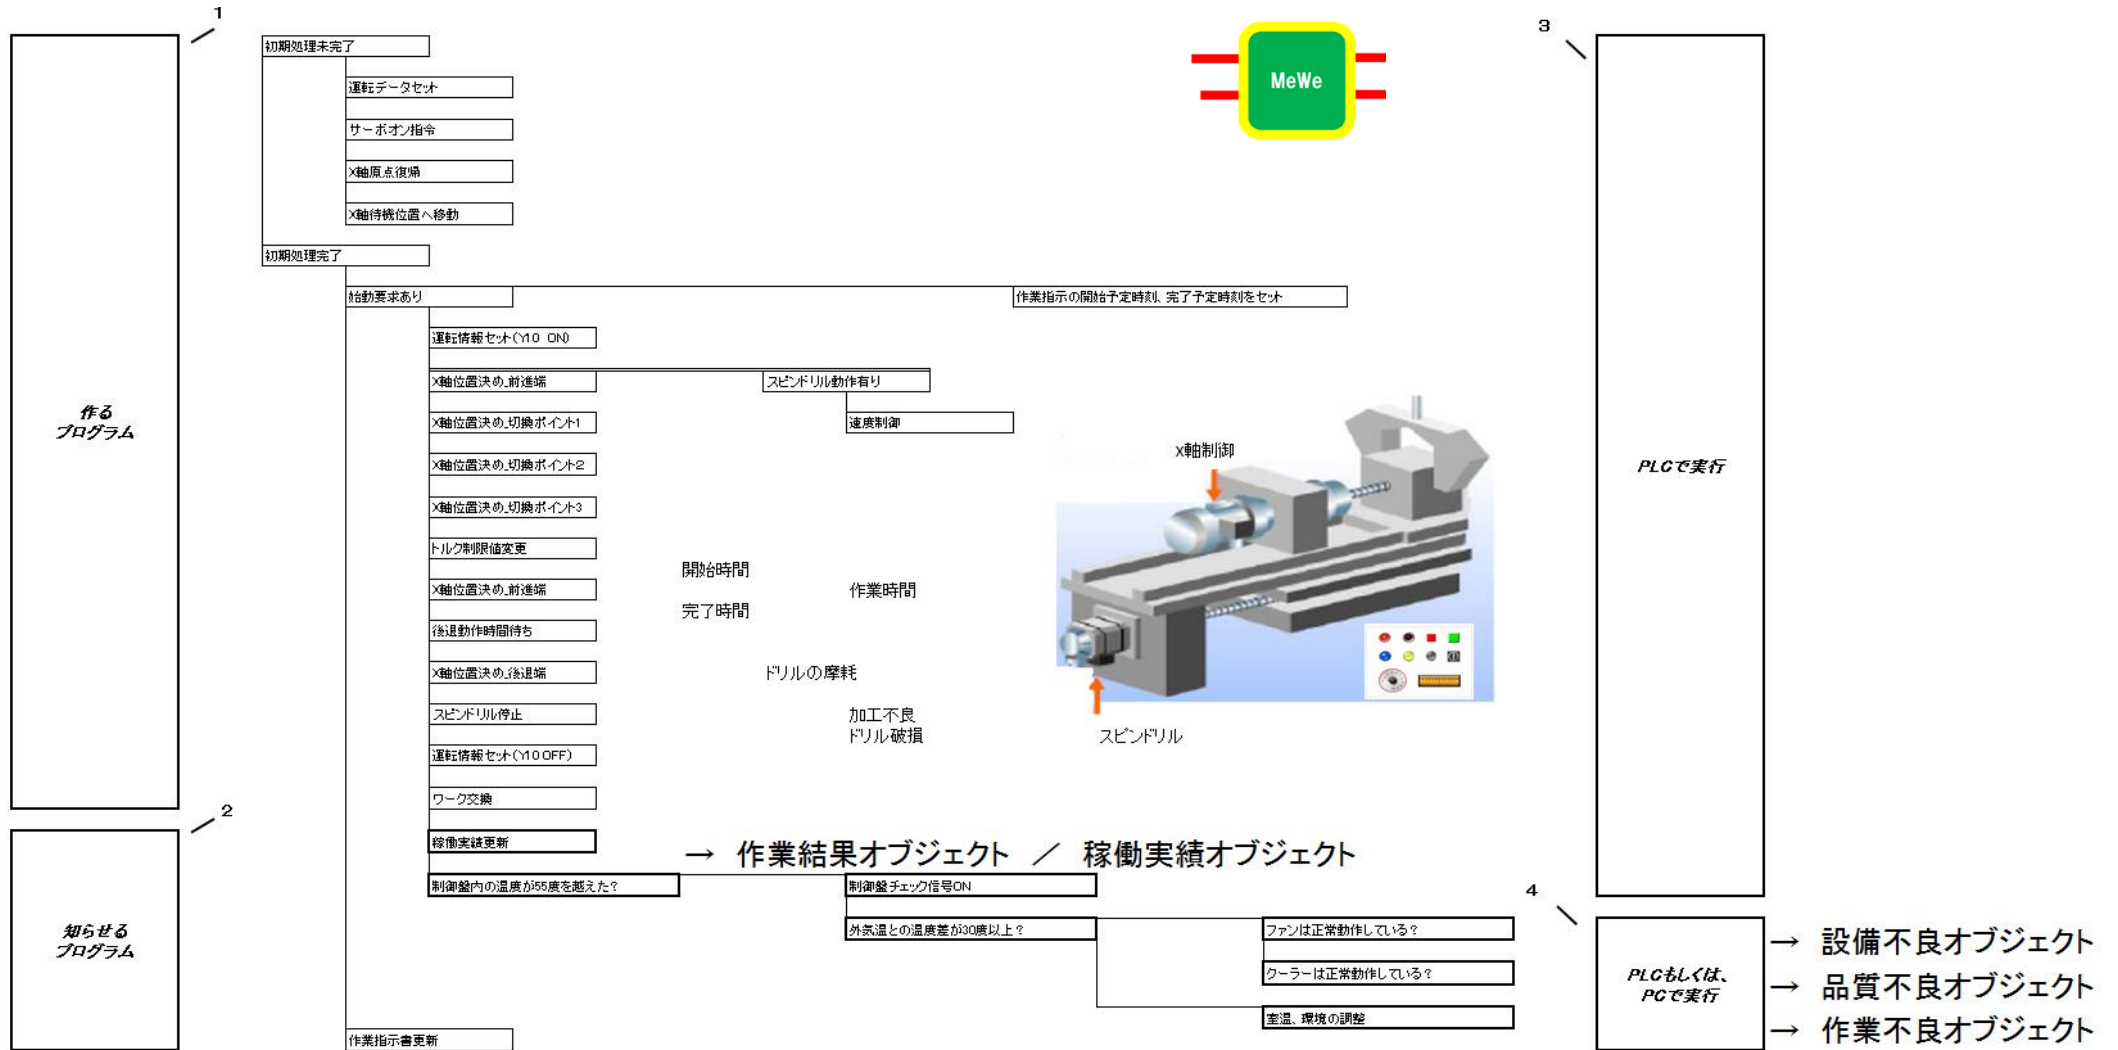 1
3
初期処理未完了
MeWe
運転データセット
サーボオン指令
X軸原点復帰
X軸待機位置へ移動
初期処理完了
始動要求あり
作業指示の開始予定時刻、完了予定時刻をセット
運転情報セット(Y10 ON)
X軸位置決め_前進端
スピンドリル動作有り
作る
プログラム
X軸位置決め_切換ポイント1
速度制御
X軸制御
X軸位置決め_切換ポイント2
PLCで実行
X軸位置決め_切換ポイント3
トルク制限値変更
開始時間
X軸位置決め_前進端
作業時間
完了時間
後退動作時間待ち
X軸位置決め_後退端
ドリルの摩耗
スピンドリル停止
加工不良
ドリル破損
スピンドリル
運転情報セット(Y10 OFF)
ワーク交換
2
稼働実績更新
→ 作業結果オブジェクト ／ 稼働実績オブジェクト
制御盤内の温度が55度を越えた？
制御盤チェック信号ON
4
知らせる
プログラム
外気温との温度差が30度以上？
ファンは正常動作している？
→ 設備不良オブジェクト
クーラーは正常動作している？
PLCもしくは、
PCで実行
→ 品質不良オブジェクト
室温、環境の調整
→ 作業不良オブジェクト
作業指示書更新